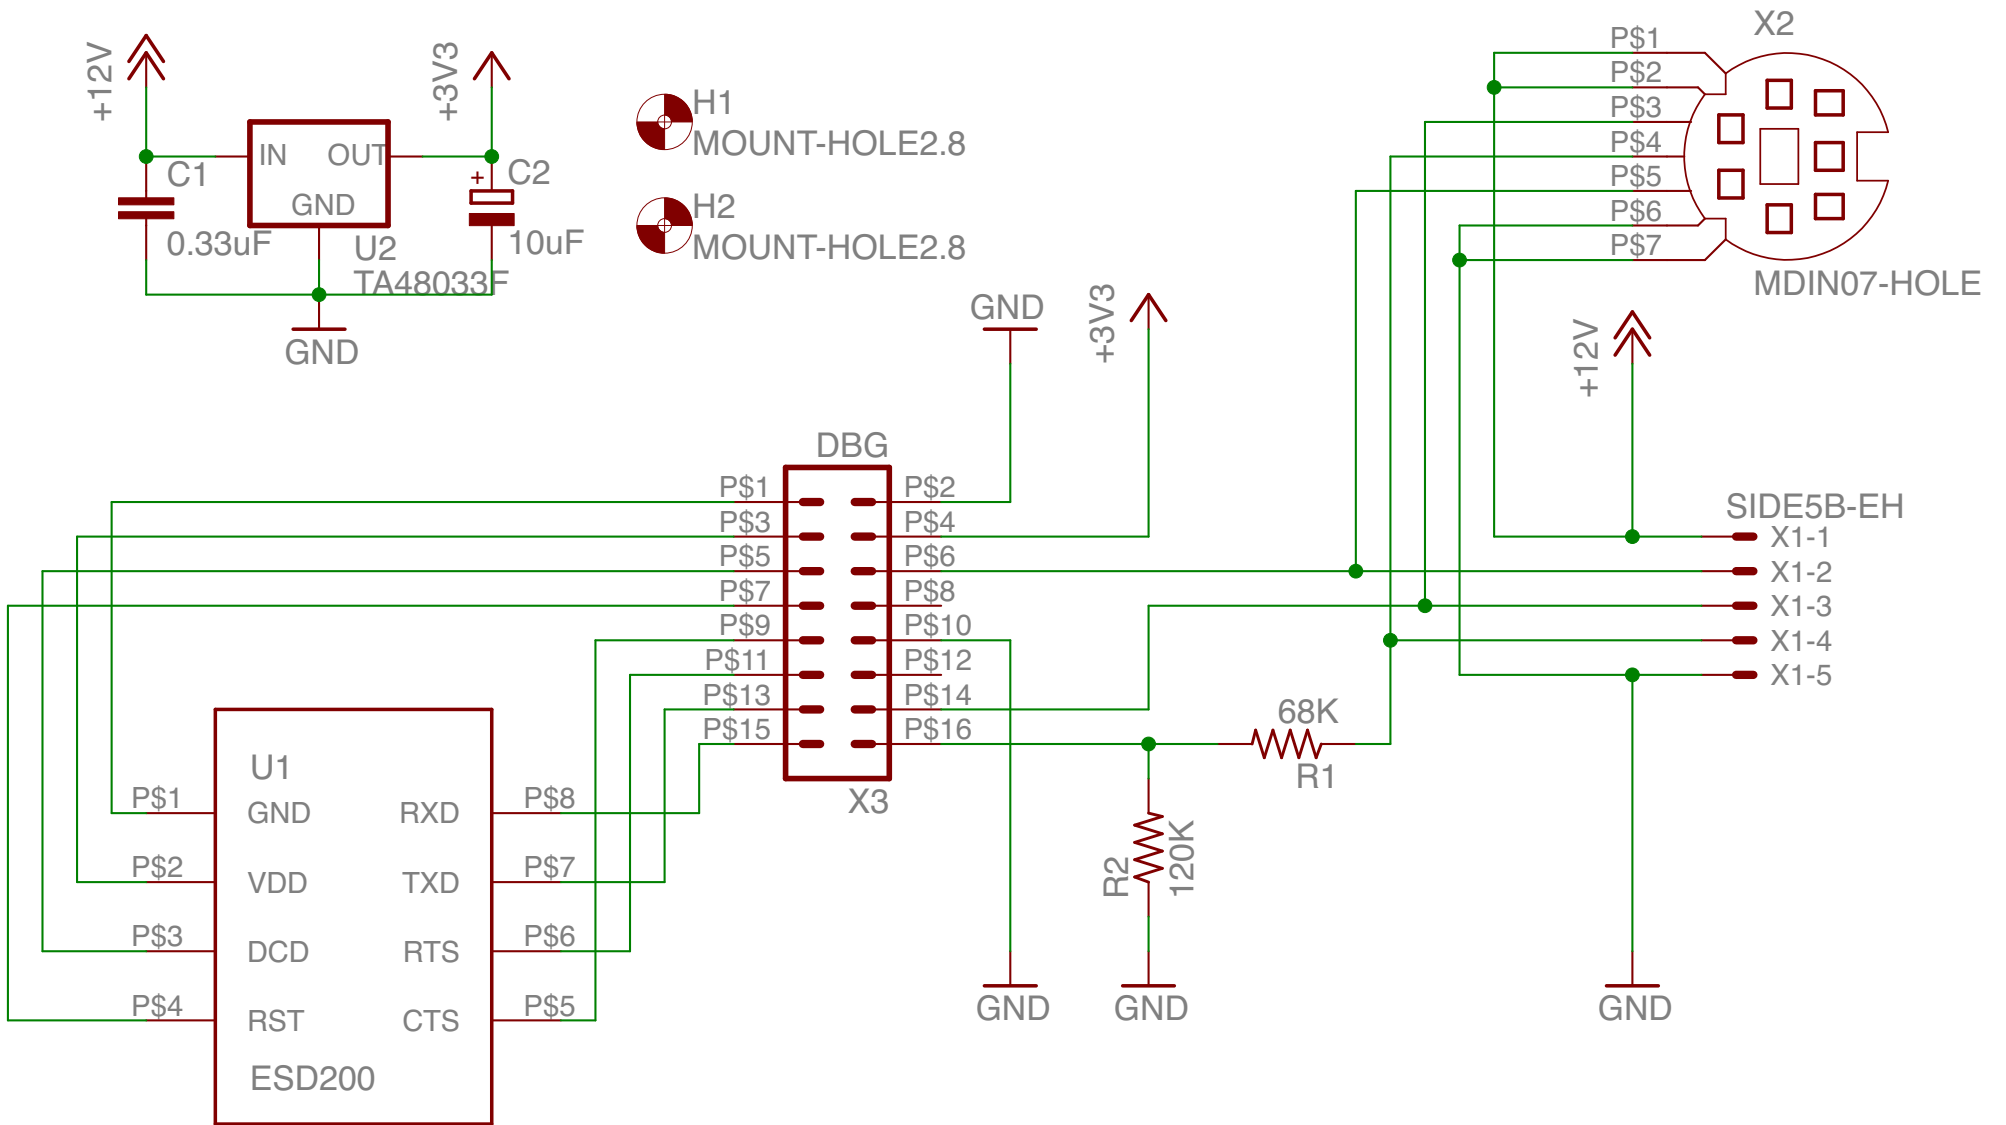 +12V
IN
OUT
GND
C1
0.33uF
U2
TA48033F
GND
+3V3
+
C2
10uF
H1
MOUNT-HOLE2.8
H2
MOUNT-HOLE2.8
X2
P$1
P$2
P$3
P$4
P$5
P$6
P$7
MDIN07-HOLE
GND
+3V3
+12V
DBG
P$1
P$3
P$5
P$7
P$9
P$11
P$13
P$15
P$2
P$4
P$6
P$8
P$10
P$12
P$14
P$16
X3
SIDE5B-EH
X1-1
X1-2
X1-3
X1-4
X1-5
68K
R1
R2
120K
GND
GND
GND
U1
P$1
GND
P$2
VDD
P$3
DCD
P$4
RST
RXD
P$8
TXD
P$7
RTS
P$6
CTS
P$5
ESD200